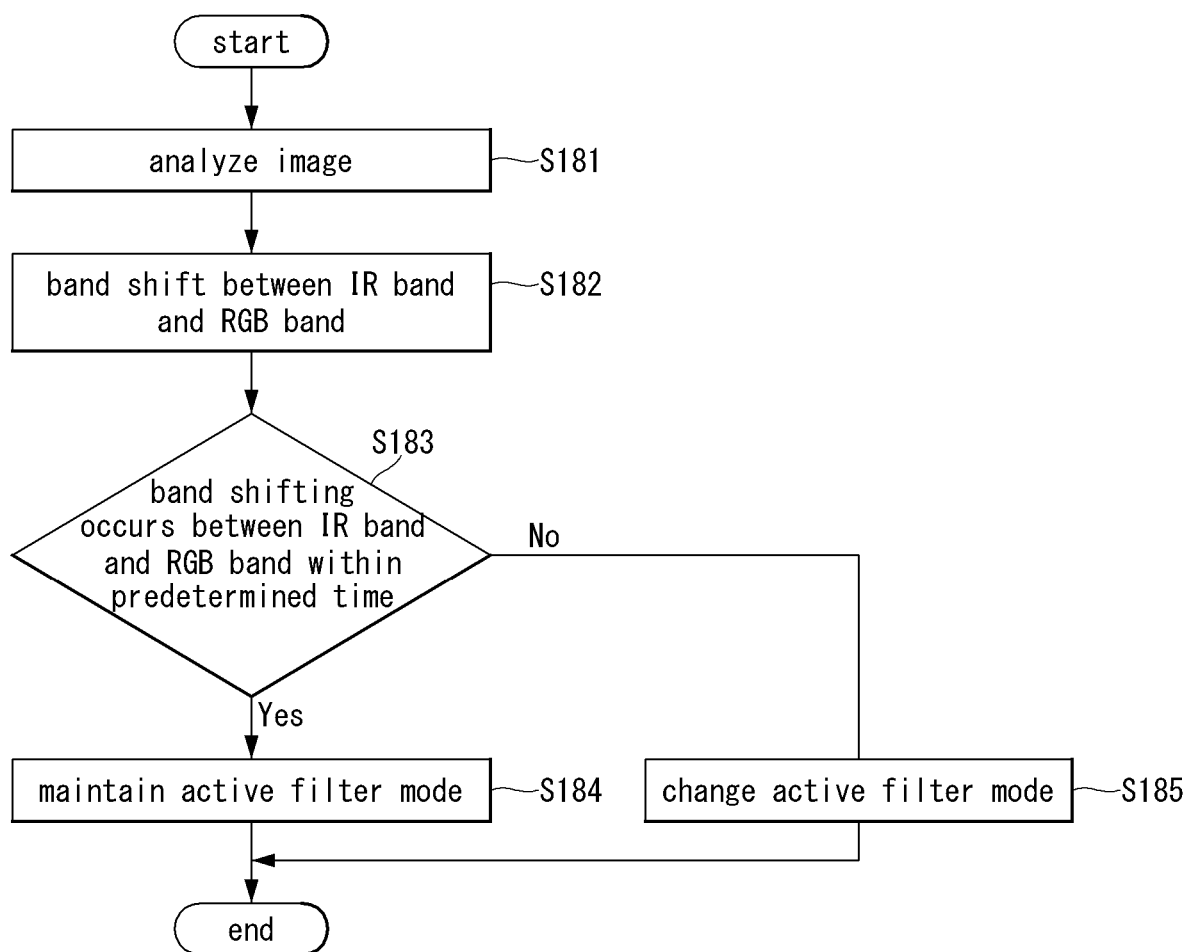 start
analyze image
S181
band shift between IR band
and RGB band
S182
S183
band shifting
occurs between IR band
and RGB band within
predetermined time
No
Yes
maintain active filter mode
S184
change active filter mode
S185
end